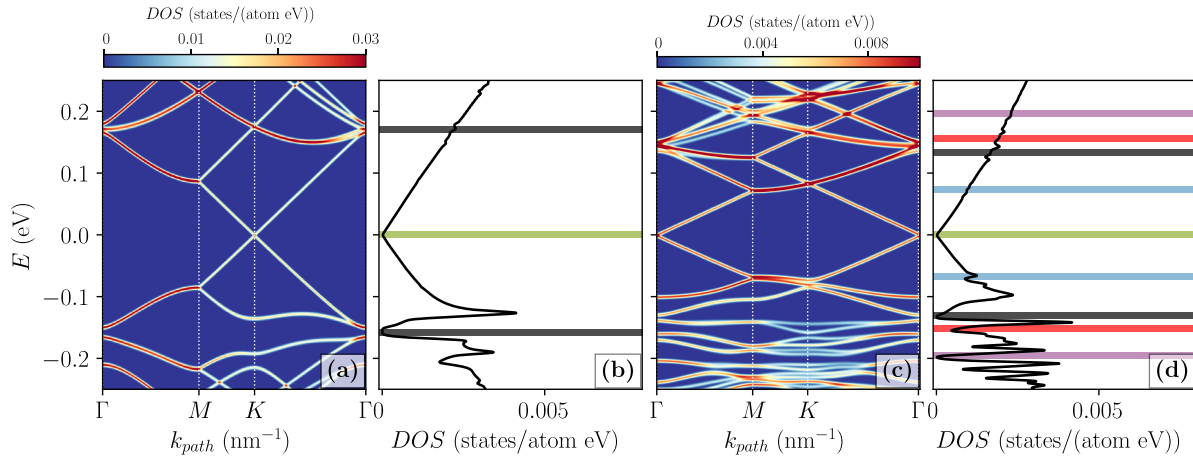 DOS (states/(atom eV))
0 0.01 0.02 0.03
DOS (states/(atom eV))
0 0.004 0.008
E (eV)
0.2
0.1
0.0
−0.1
−0.2
(a)
(b)
(c)
(d)
Γ M K Γ
0 0.005
Γ M K Γ
0 0.005
k_path (nm⁻¹)
DOS (states/atom eV)
k_path (nm⁻¹)
DOS (states/(atom eV))